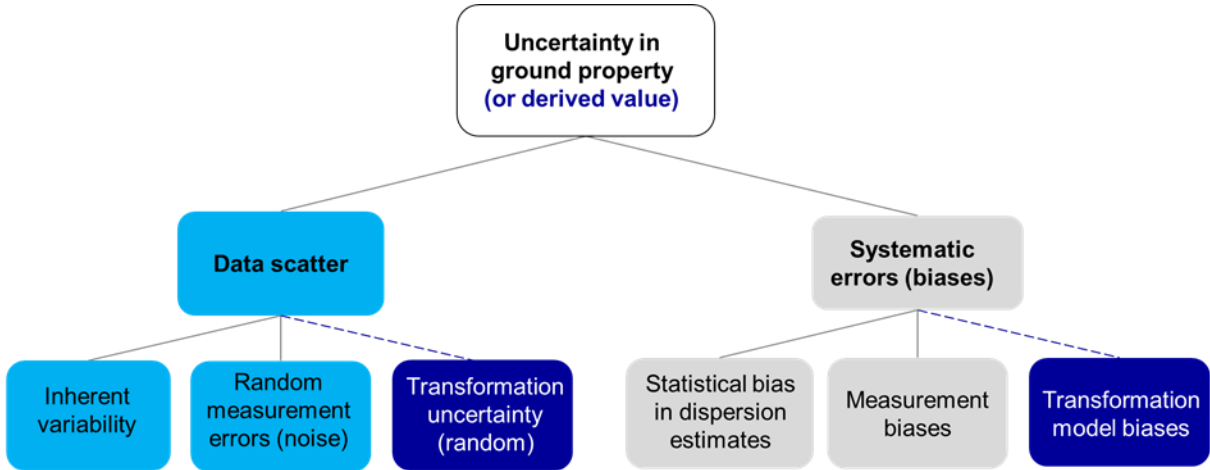 Uncertainty in
ground property
(or derived value)
Data scatter
Systematic
errors (biases)
Inherent
variability
Random
measurement
errors (noise)
Transformation
uncertainty
(random)
Statistical bias
in dispersion
estimates
Measurement
biases
Transformation
model biases